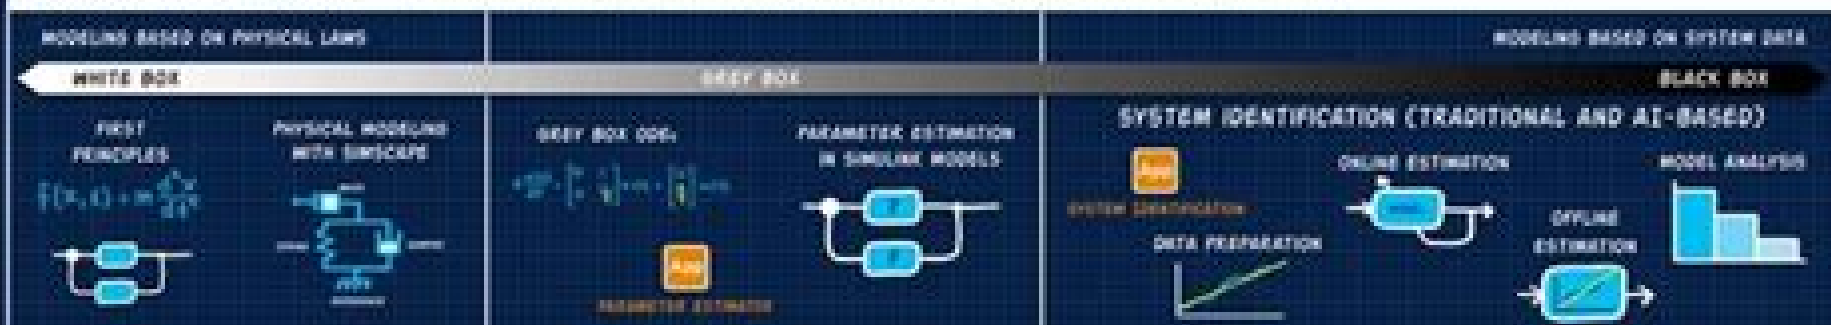 MODELING BASED ON PHYSICAL LAWS
MODELING BASED ON SYSTEM DATA
WHITE BOX
GREY BOX
BLACK BOX
SYSTEM IDENTIFICATION (TRADITIONAL AND AI-BASED)
FIRST
PRINCIPLES
PHYSICAL MODELING
WITH SIMSCAPE
GREY BOX ODEs
PARAMETER ESTIMATION
IN SIMULINK MODELS
App
PARAMETER ESTIMATOR
App
SYSTEM IDENTIFICATION
DATA PREPARATION
ONLINE ESTIMATION
OFFLINE
ESTIMATION
MODEL ANALYSIS